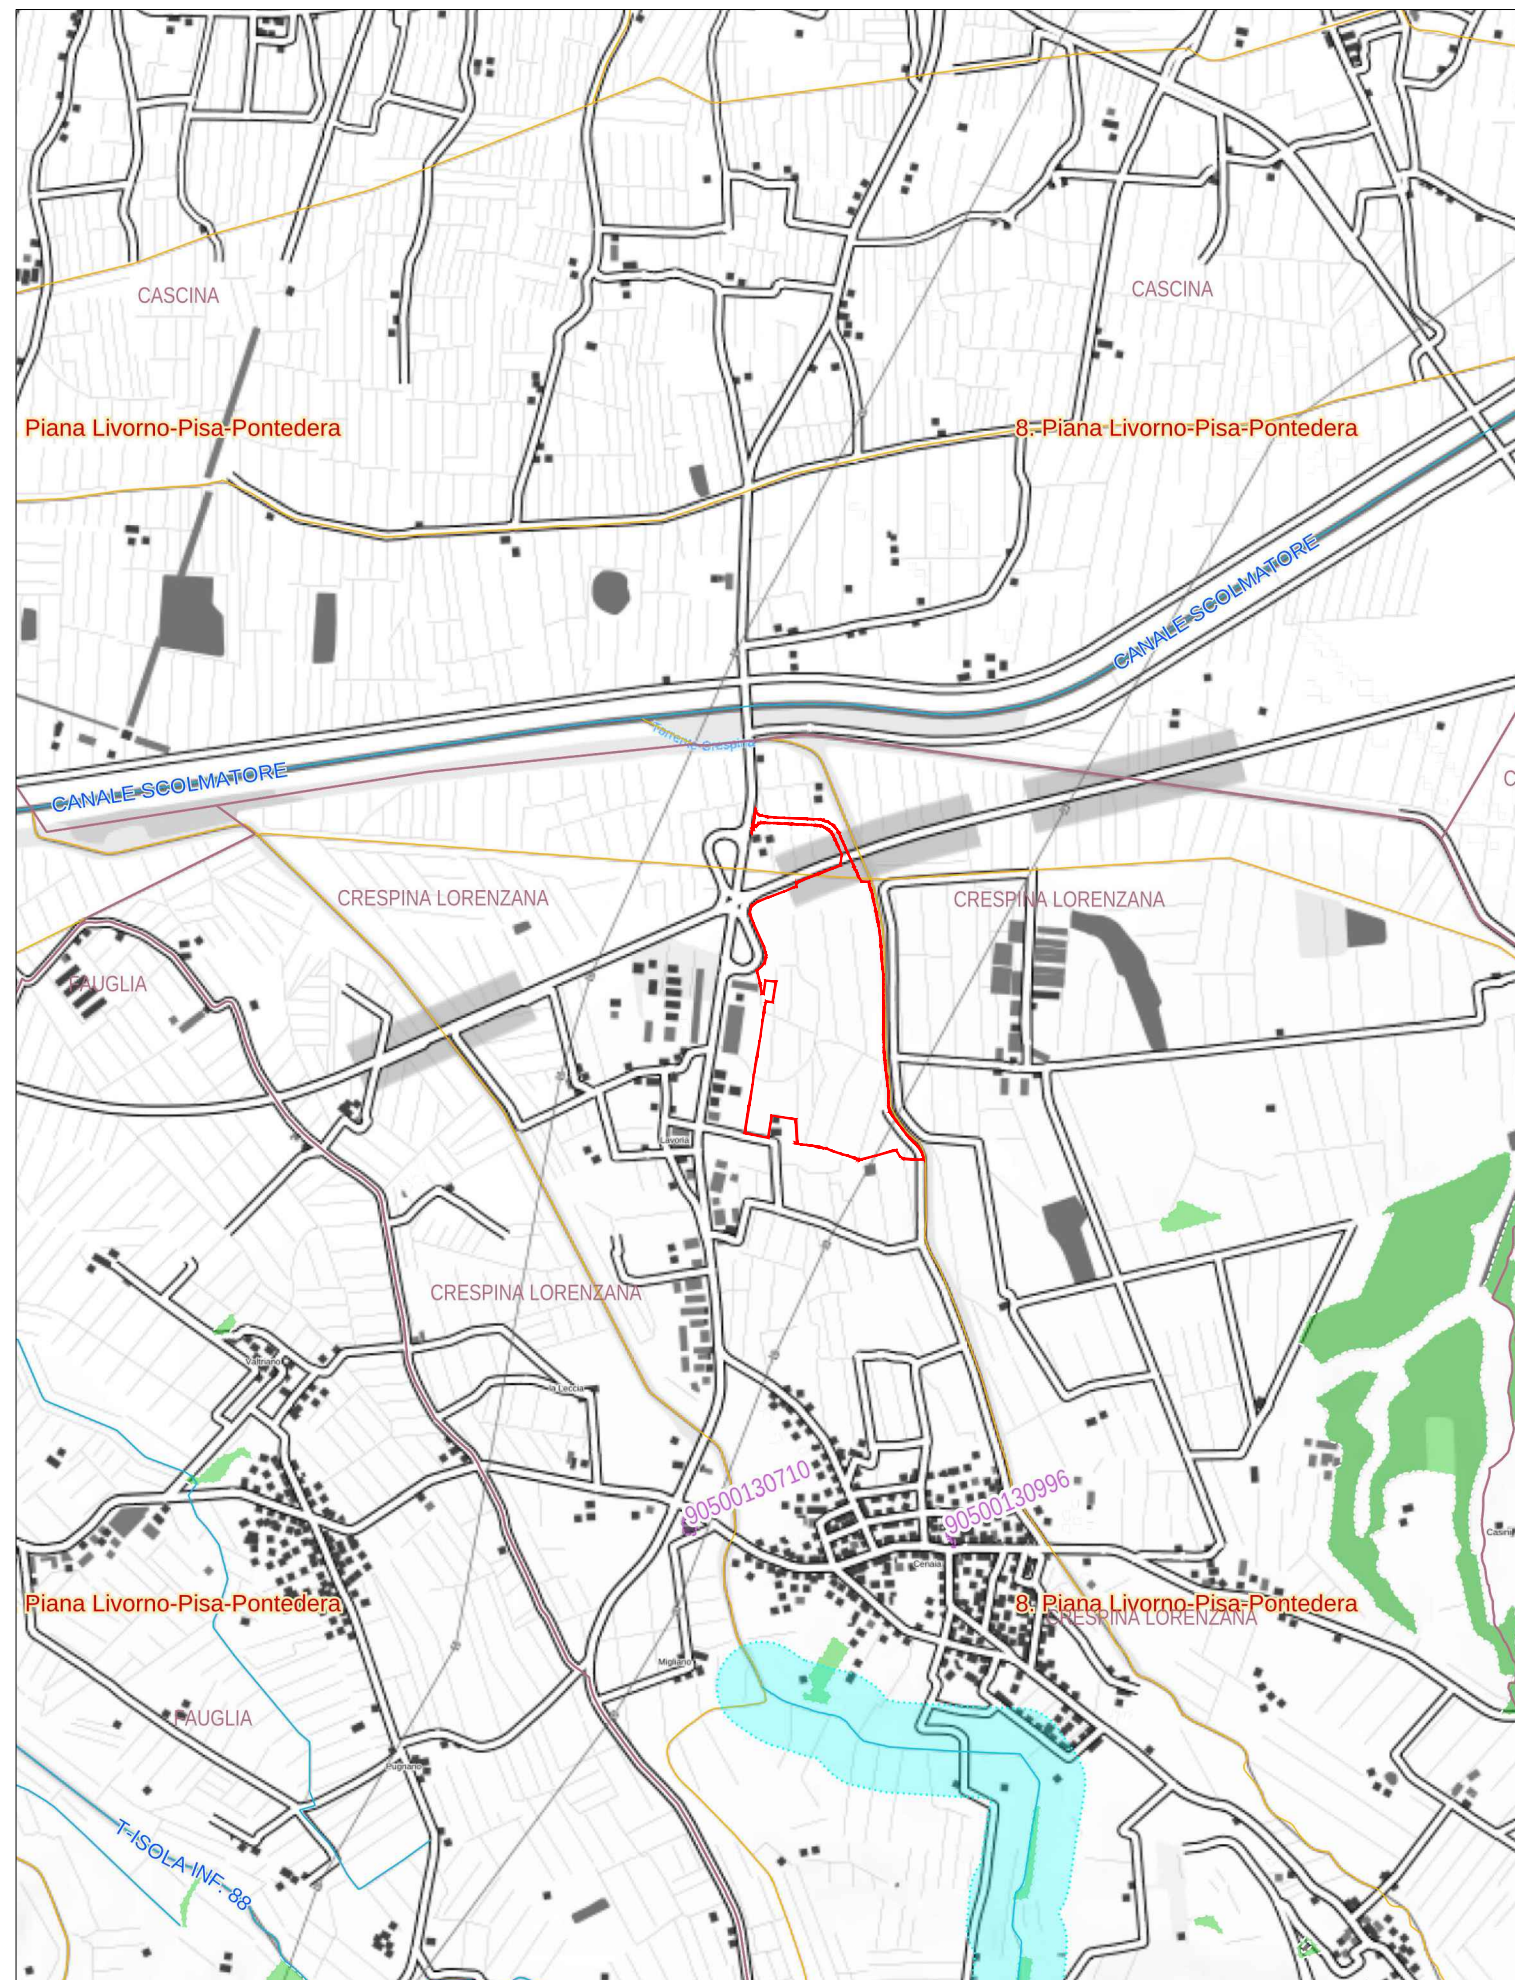 CASCINA
CASCINA
Piana Livorno-Pisa-Pontedera
8. Piana Livorno-Pisa-Pontedera
CANALE SCOLMATORE
Torrente Crespina
CANALE SCOLMATORE
C
CRESPINA LORENZANA
CRESPINA LORENZANA
FAUGLIA
Lavoria
CRESPINA LORENZANA
Valtriano
la Leccia
90500130710
90500130996
Casini
Cenaia
Piana Livorno-Pisa-Pontedera
8. Piana Livorno-Pisa-Pontedera
CRESPINA LORENZANA
Migliano
FAUGLIA
Pugnano
T-ISOLA INF. 88